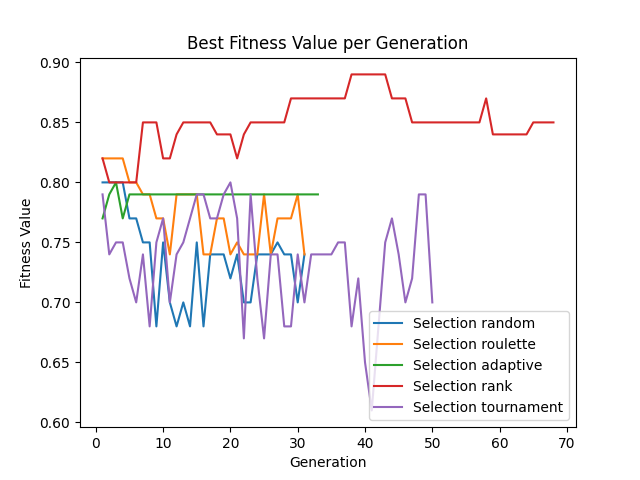 Best Fitness Value per Generation
Fitness Value
0.90
0.85
0.80
0.75
0.70
0.65
0.60
Selection random
Selection roulette
Selection adaptive
Selection rank
Selection tournament
0 10 20 30 40 50 60 70
Generation